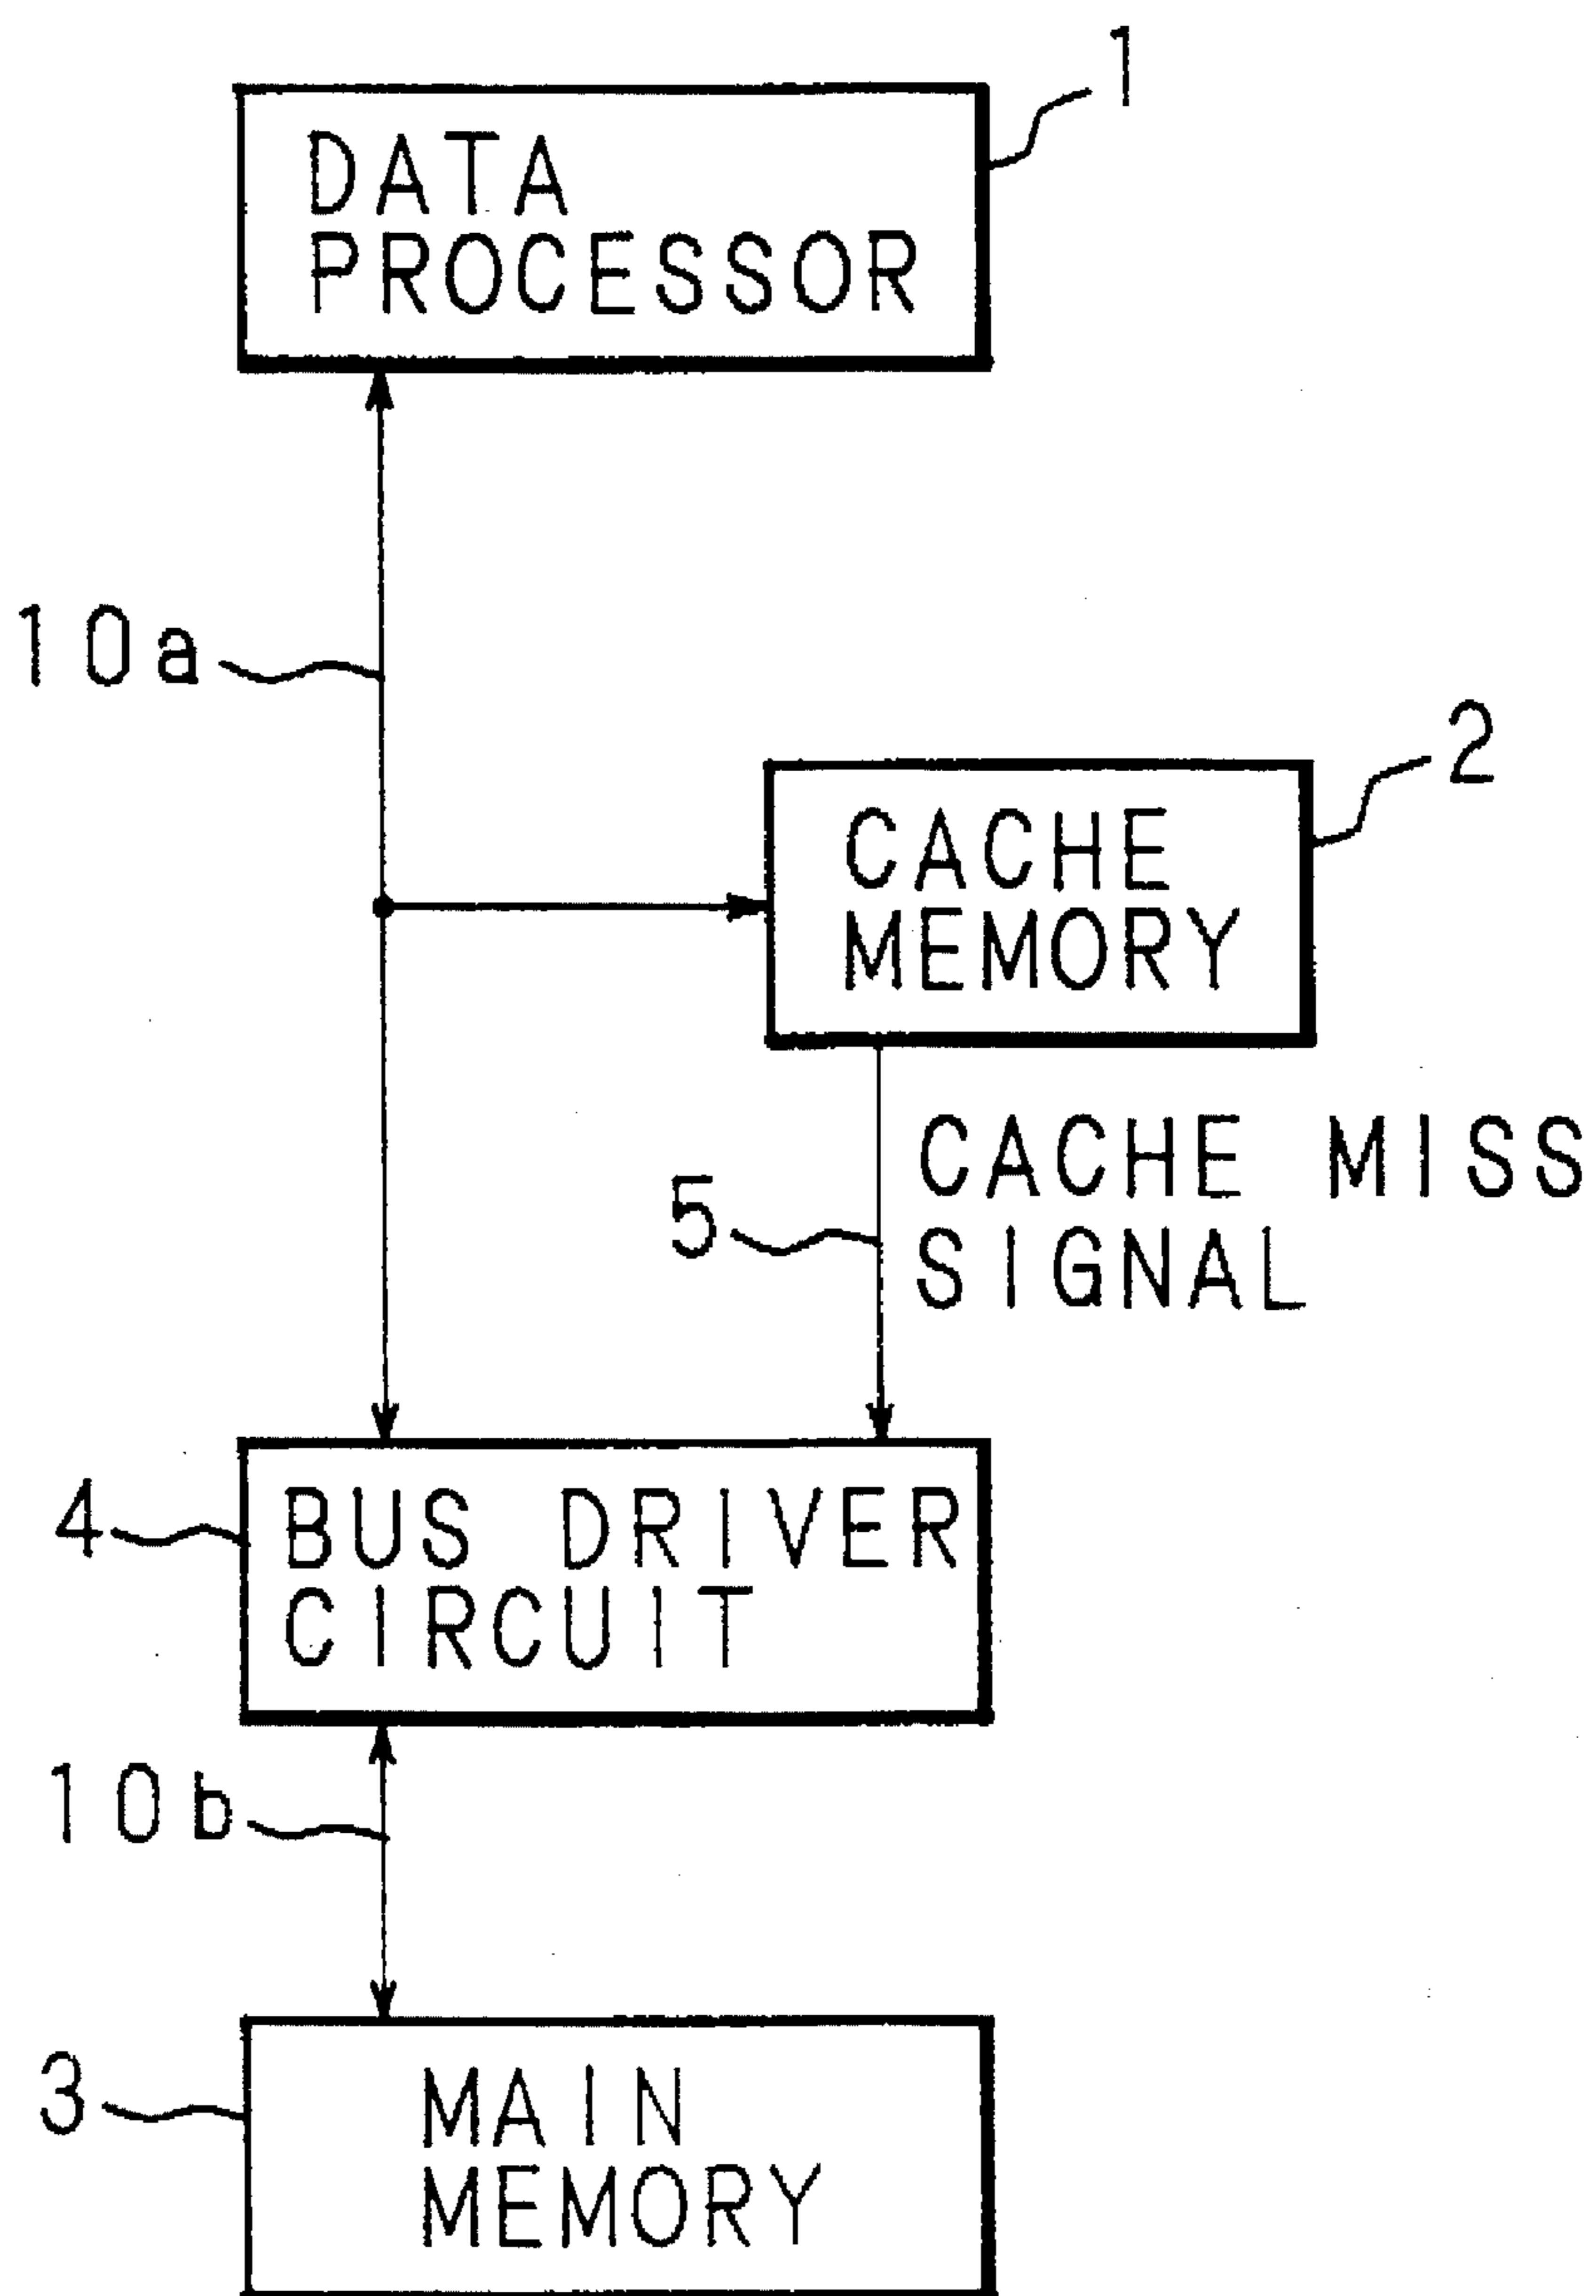 1
DATA
PROCESSOR
10a
2
CACHE
MEMORY
CACHE MISS
5
SIGNAL
4
BUS DRIVER
CIRCUIT
10b
3
MAIN
MEMORY